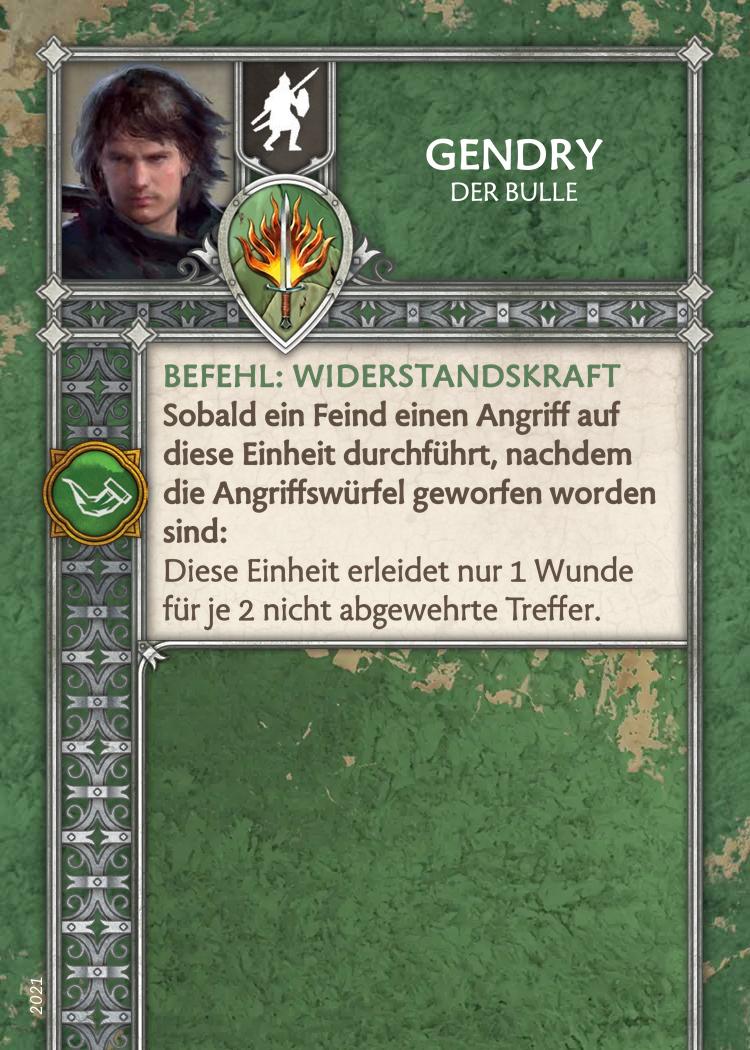 GENDRY
DER BULLE
BEFEHL: WIDERSTANDSKRAFT
Sobald ein Feind einen Angriff auf
diese Einheit durchführt, nachdem
die Angriffswürfel geworfen worden
sind:
Diese Einheit erleidet nur 1 Wunde
für je 2 nicht abgewehrte Treffer.
2021